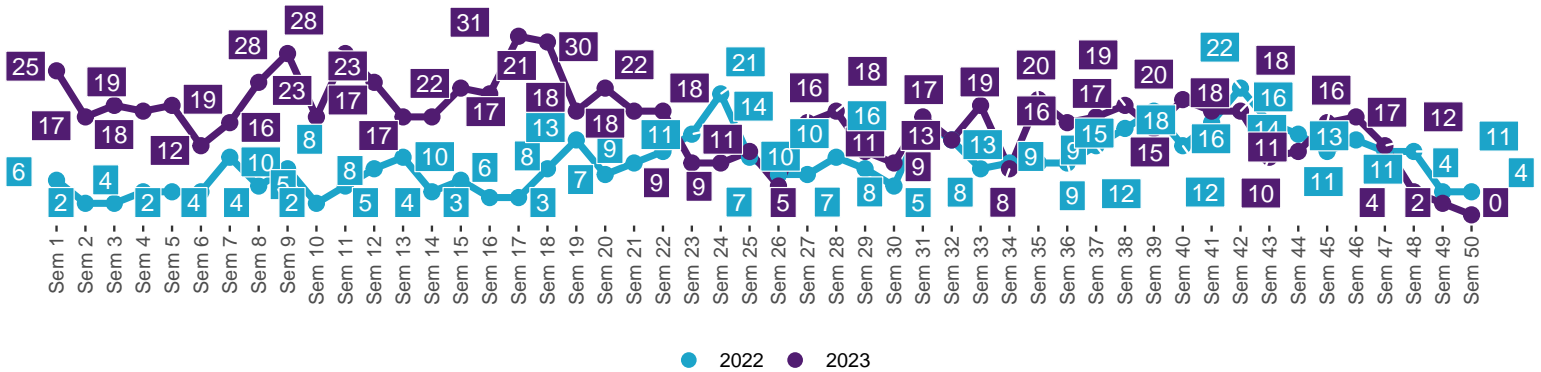 25 17 19 18 12 19 16 28 23 28 17 23 17 22 17 31 21 18 30 18 22 9 18 9 11 5 16 11 18 9 13 17 19 8 20 16 17 19 15 20 18 10 11 18 16 4 17 2 12 0
6 2 4 2 4 4 10 5 2 8 5 8 4 10 3 6 8 3 13 7 9 11 21 7 14 10 10 7 16 8 5 8 13 9 9 9 15 12 18 12 16 22 16 14 11 13 11 4 11 4
Sem 1
Sem 2
Sem 3
Sem 4
Sem 5
Sem 6
Sem 7
Sem 8
Sem 9
Sem 10
Sem 11
Sem 12
Sem 13
Sem 14
Sem 15
Sem 16
Sem 17
Sem 18
Sem 19
Sem 20
Sem 21
Sem 22
Sem 23
Sem 24
Sem 25
Sem 26
Sem 27
Sem 28
Sem 29
Sem 30
Sem 31
Sem 32
Sem 33
Sem 34
Sem 35
Sem 36
Sem 37
Sem 38
Sem 39
Sem 40
Sem 41
Sem 42
Sem 43
Sem 44
Sem 45
Sem 46
Sem 47
Sem 48
Sem 49
Sem 50
2022 2023